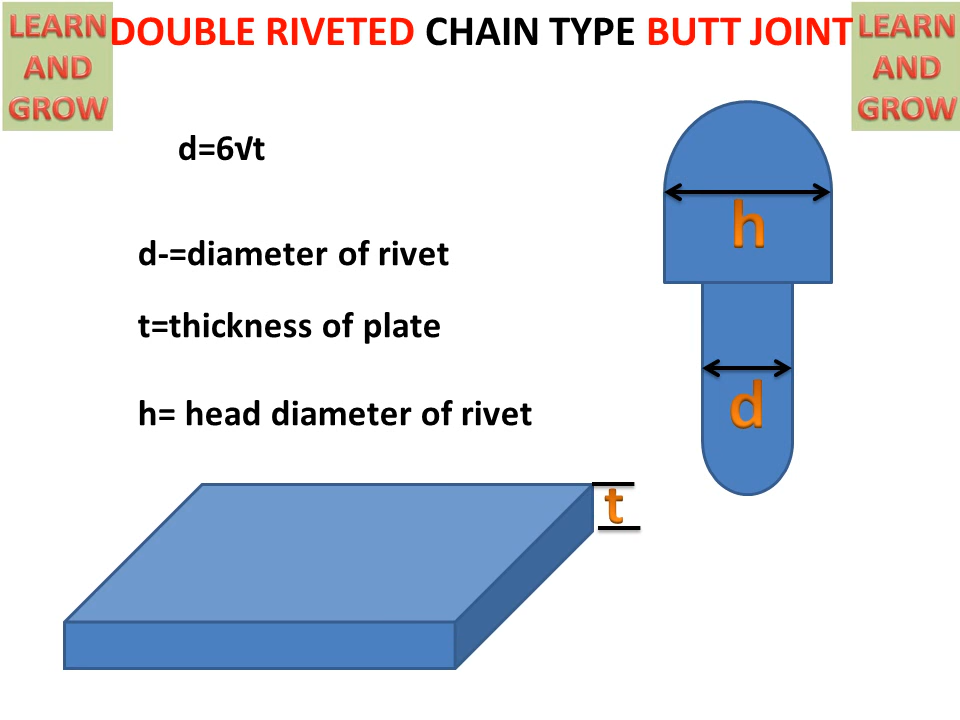 LEARN
AND
GROW
DOUBLE RIVETED CHAIN TYPE BUTT JOINT
LEARN
AND
GROW
d=6√t
d-=diameter of rivet
t=thickness of plate
h= head diameter of rivet
h
d
t